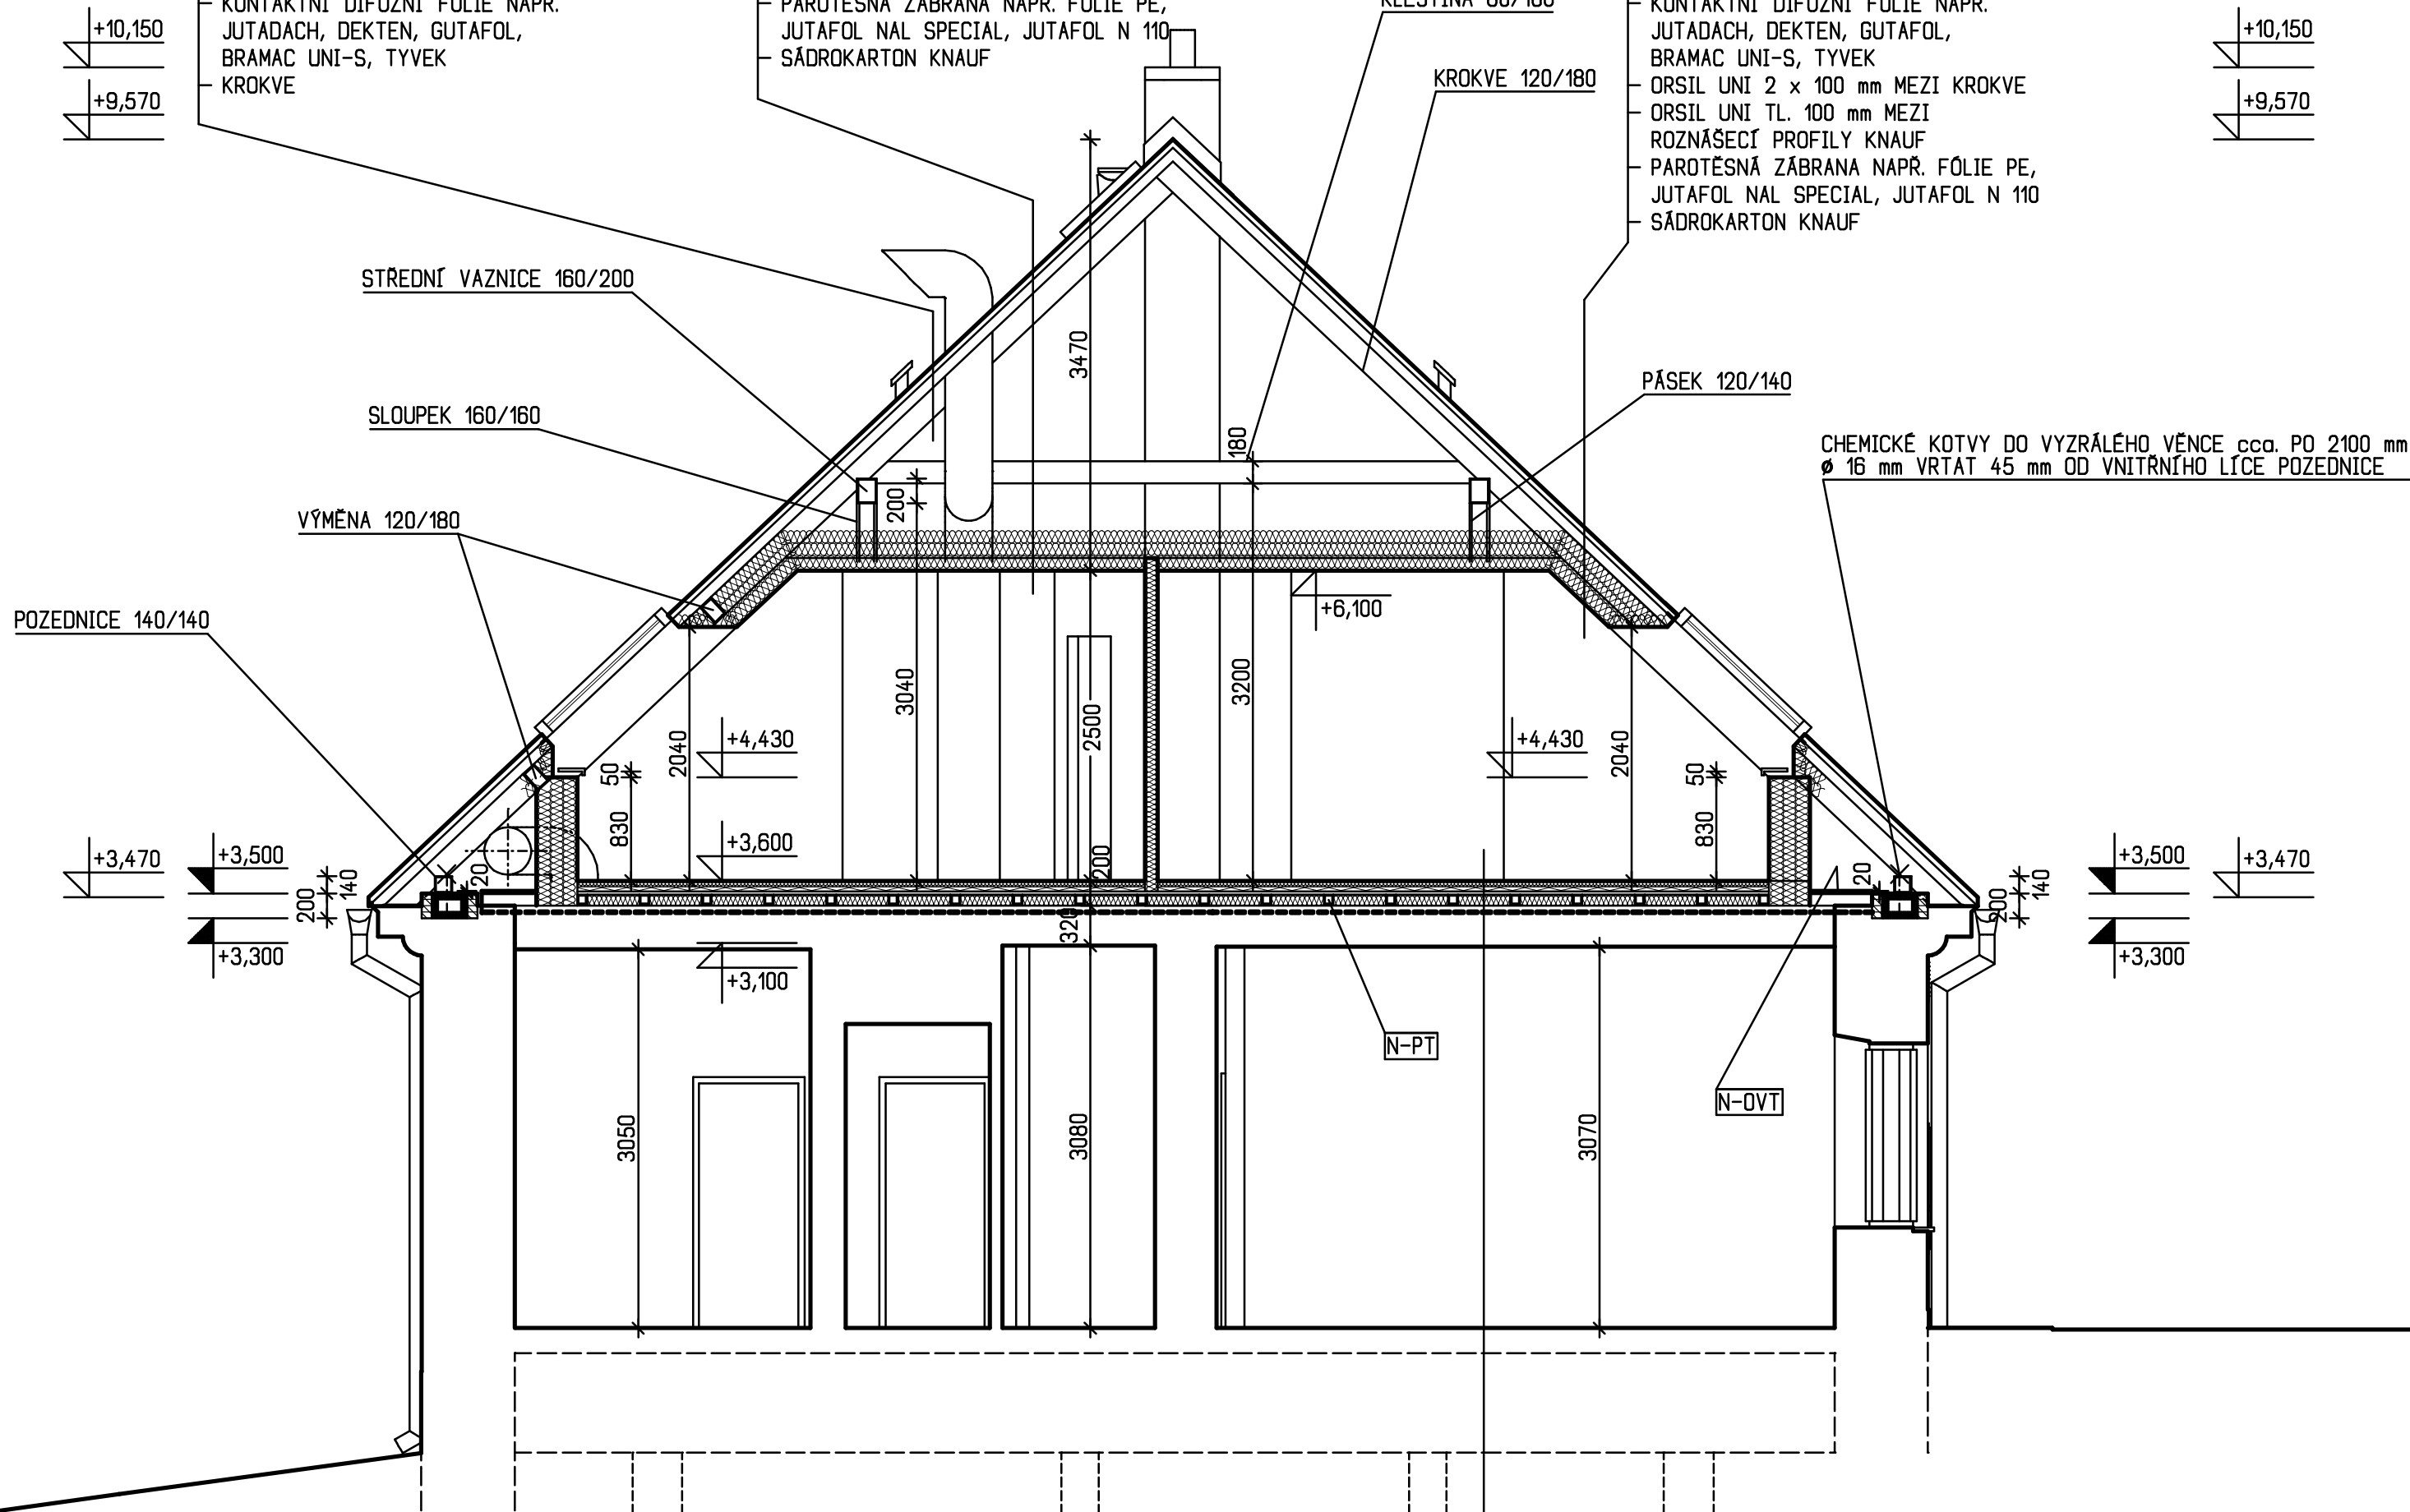 KONTAKTNÍ DIFÚZNÍ FÓLIE NAPŘ.
JUTADACH, DEKTEN, GUTAFOL,
BRAMAC UNI-S, TYVEK
KROKVE
PAROTĚSNÁ ZÁBRANA NAPŘ. FÓLIE PE,
JUTAFOL NAL SPECIAL, JUTAFOL N 110
SÁDROKARTON KNAUF
KLEŠTINA 80/180
KROKVE 120/180
KONTAKTNÍ DIFÚZNÍ FÓLIE NAPŘ.
JUTADACH, DEKTEN, GUTAFOL,
BRAMAC UNI-S, TYVEK
ORSIL UNI 2 x 100 mm MEZI KROKVE
ORSIL UNI TL. 100 mm MEZI
ROZNÁŠECÍ PROFILY KNAUF
PAROTĚSNÁ ZÁBRANA NAPŘ. FÓLIE PE,
JUTAFOL NAL SPECIAL, JUTAFOL N 110
SÁDROKARTON KNAUF
+10,150
+9,570
+10,150
+9,570
STŘEDNÍ VAZNICE 160/200
SLOUPEK 160/160
VÝMĚNA 120/180
POZEDNICE 140/140
PÁSEK 120/140
CHEMICKÉ KOTVY DO VYZRÁLÉHO VĚNCE cca. PO 2100 mm
ø 16 mm VRTAT 45 mm OD VNITŘNÍHO LÍCE POZEDNICE
3470
180
200
+6,100
3040
3200
2500
2040
+4,430
+4,430
2040
50
50
830
830
+3,600
200
+3,470
+3,500
200
140
20
20
200
140
+3,500
+3,470
+3,300
+3,300
320
+3,100
N-PT
N-OVT
3050
3080
3070